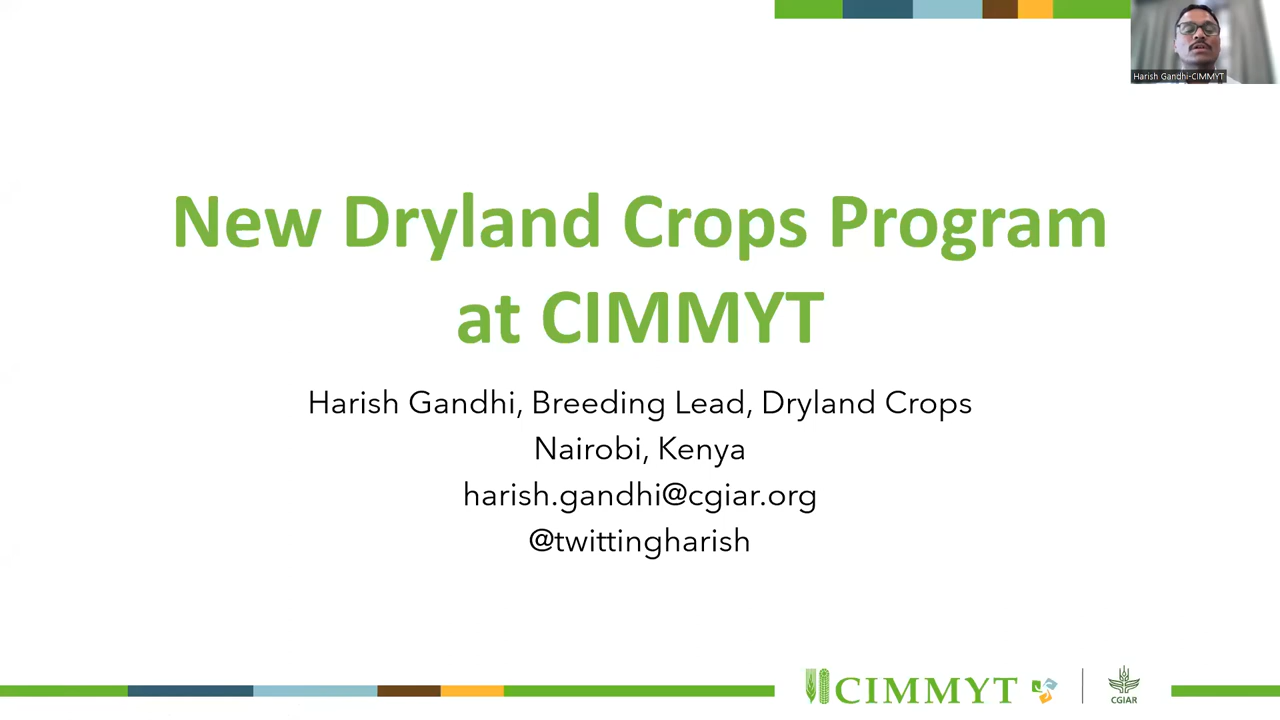 Harish Gandhi-CIMMYT
New Dryland Crops Program
at CIMMYT
Harish Gandhi, Breeding Lead, Dryland Crops
Nairobi, Kenya
harish.gandhi@cgiar.org
@twittingharish
CIMMYT
CGIAR